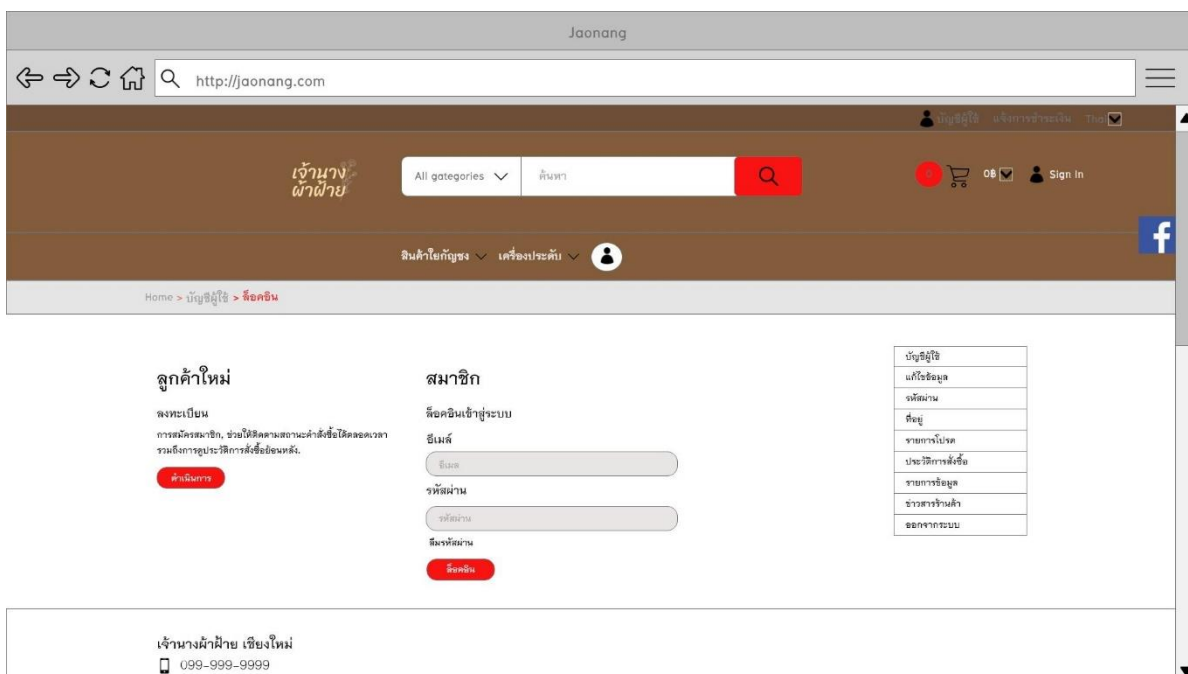 Jaonang
http://jaonang.com
บัญชีผู้ใช้ แจ้งการชำระเงิน Thai
เจ้านาง
ผ้าฝ้าย
All gategories ค้นหา 0 0฿ Sign In
สินค้าใยกัญชง เครื่องประดับ
f
Home > บัญชีผู้ใช้ > ล็อคอิน
ลูกค้าใหม่
ลงทะเบียน
การสมัครสมาชิก, ช่วยให้ติดตามสถานะคำสั่งซื้อได้ตลอดเวลา
รวมถึงการดูประวัติการสั่งซื้อย้อนหลัง.
ดำเนินการ
สมาชิก
ล็อคอินเข้าสู่ระบบ
อีเมล์
อีเมล
รหัสผ่าน
รหัสผ่าน
ลืมรหัสผ่าน
ล็อคอิน
บัญชีผู้ใช้
แก้ไขข้อมูล
รหัสผ่าน
ที่อยู่
รายการโปรด
ประวัติการสั่งซื้อ
รายการข้อมูล
ข่าวสารร้านค้า
ออกจากระบบ
เจ้านางผ้าฝ้าย เชียงใหม่
099-999-9999